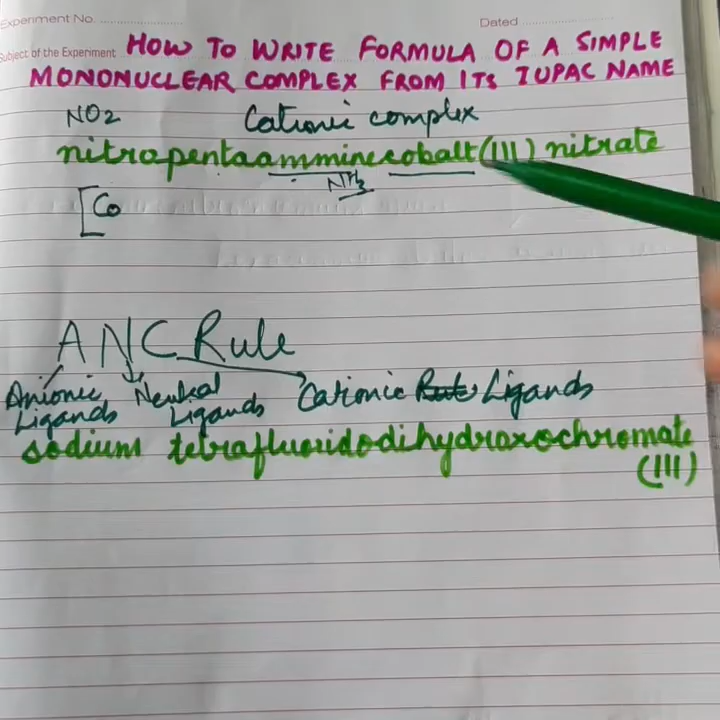 Experiment No.
Dated
Subject of the Experiment HOW TO WRITE FORMULA OF A SIMPLE
MONONUCLEAR COMPLEX FROM ITS IUPAC NAME
NO2 Cationic complex
nitropentaamminecobalt(III) nitrate
NH3
[Co
ANC Rule
Anionic Ligands
Neutral Ligands
Cationic Rule Ligands
sodium tetrafluoridodihydroxochromate
(III)